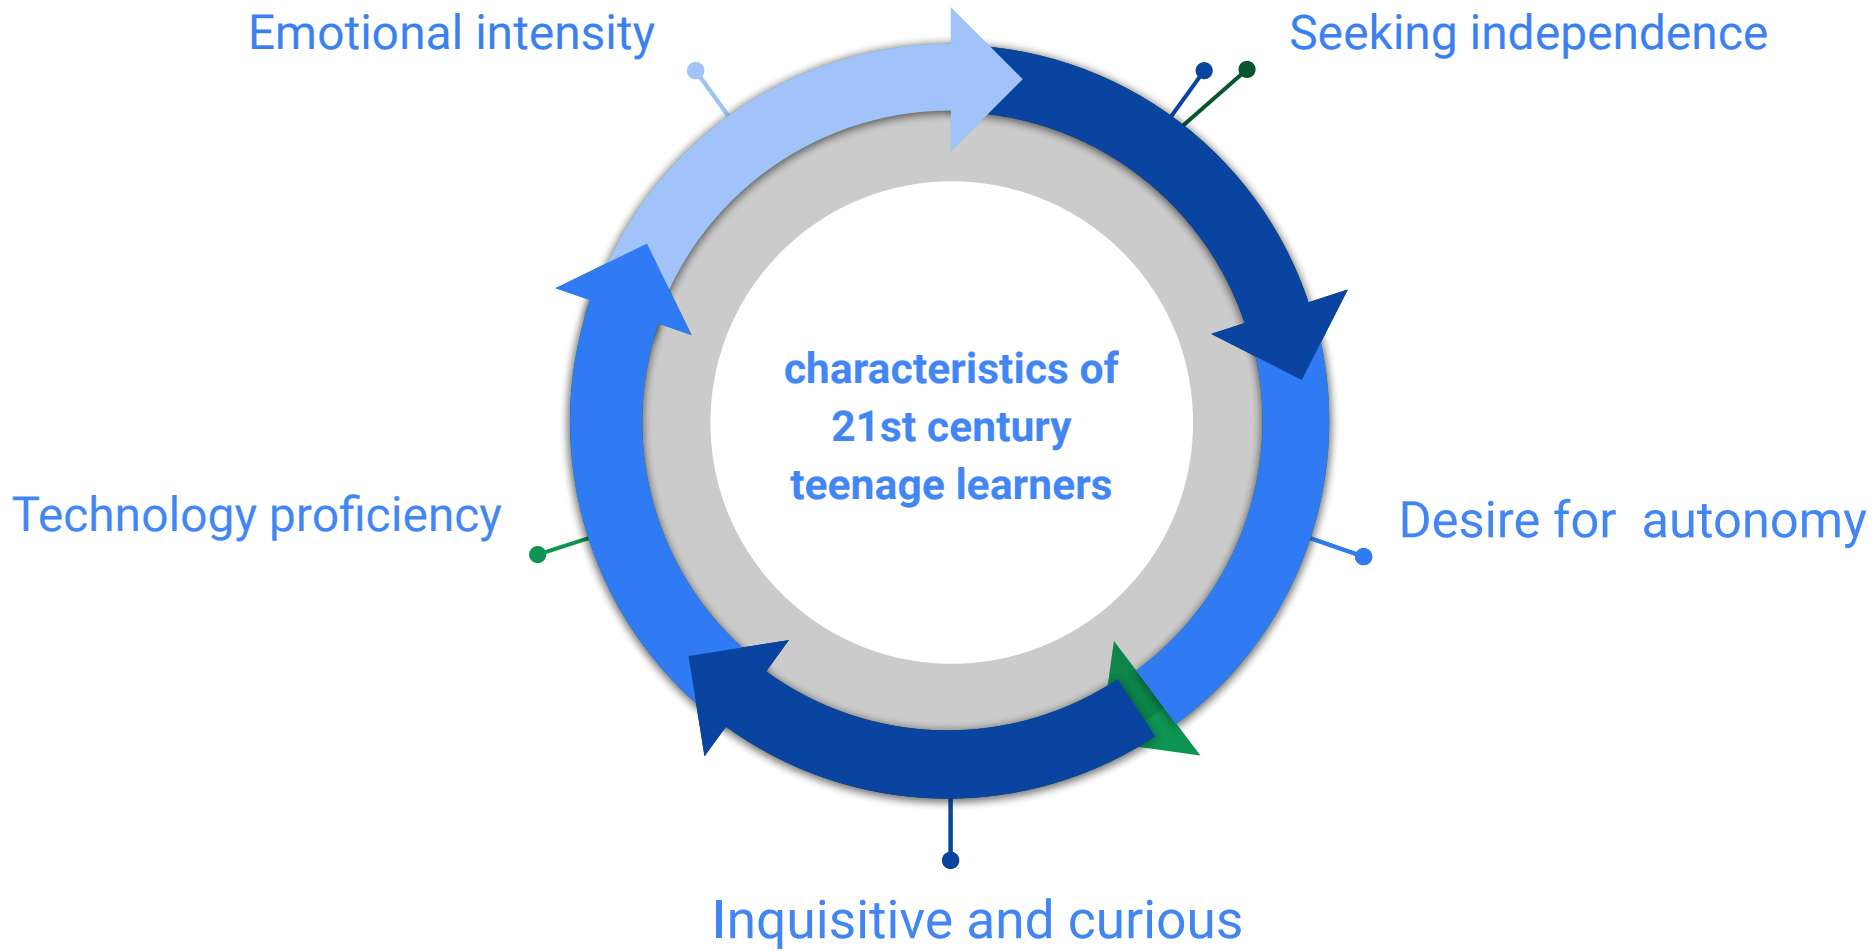 Emotional intensity
Seeking independence
characteristics of
21st century
teenage learners
Technology proficiency
Desire for  autonomy
Inquisitive and curious